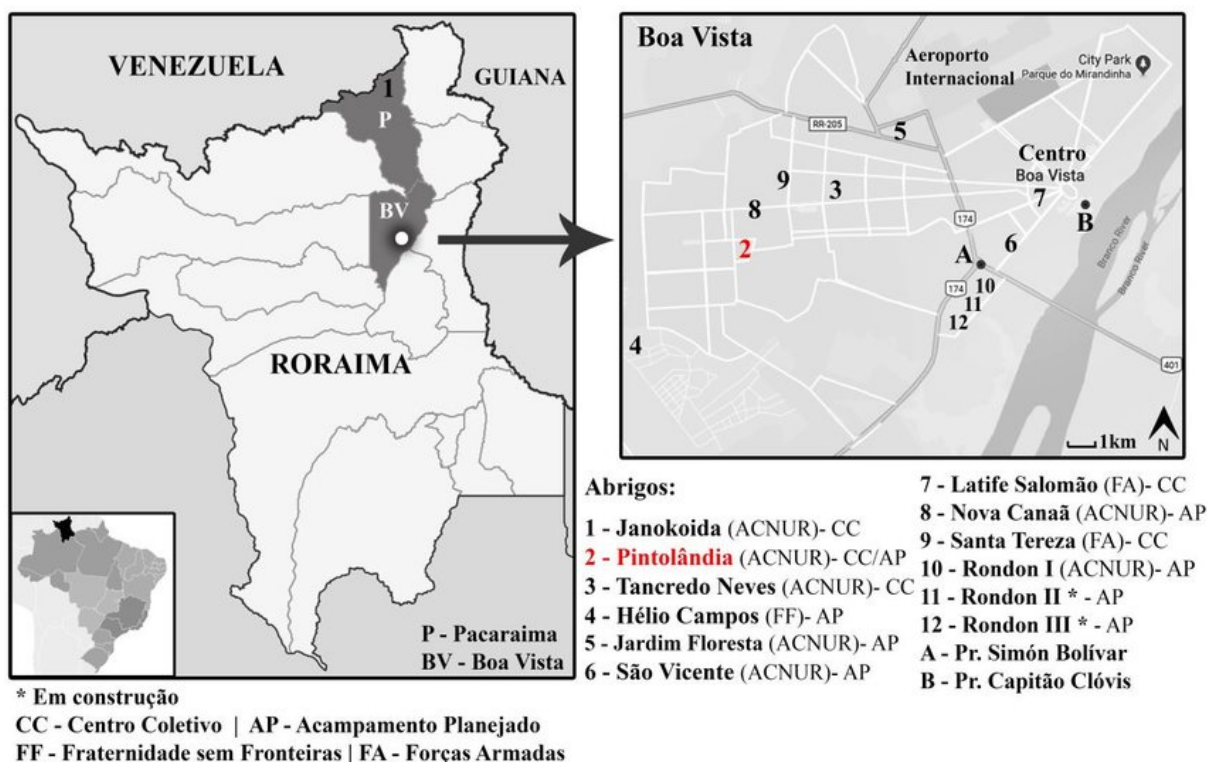 VENEZUELA
GUIANA
1
P
BV
RORAIMA
P - Pacaraima
BV - Boa Vista
* Em construção
CC - Centro Coletivo | AP - Acampamento Planejado
FF - Fraternidade sem Fronteiras | FA - Forças Armadas
Boa Vista
Aeroporto
Internacional
City Park
Parque do Mirandinha
RR-205
5
Centro
Boa Vista
9
3
7
8
B
174
2
6
A
10
174
11
12
4
Branco River
Branco River
401
1km
N
Abrigos:
1 - Janokoida (ACNUR)- CC
2 - Pintolândia (ACNUR)- CC/AP
3 - Tancredo Neves (ACNUR)- CC
4 - Hélio Campos (FF)- AP
5 - Jardim Floresta (ACNUR)- AP
6 - São Vicente (ACNUR)- AP
7 - Latife Salomão (FA)- CC
8 - Nova Canaã (ACNUR)- AP
9 - Santa Tereza (FA)- CC
10 - Rondon I (ACNUR)- AP
11 - Rondon II * - AP
12 - Rondon III * - AP
A - Pr. Simón Bolívar
B - Pr. Capitão Clóvis